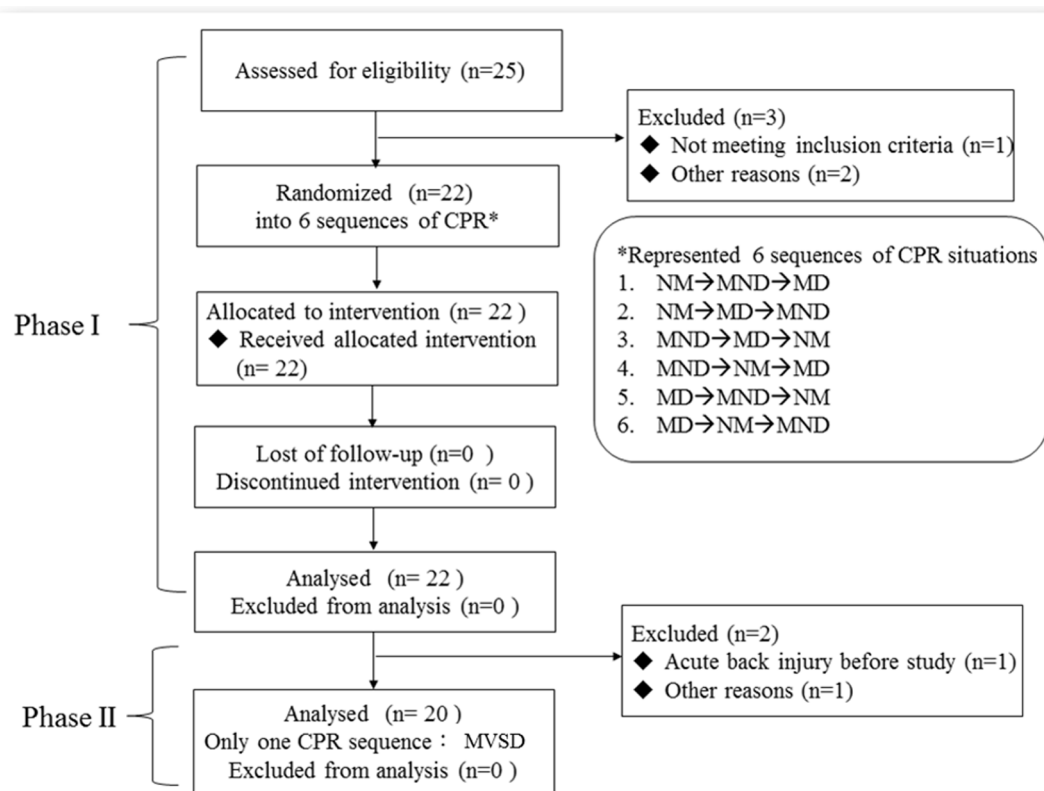 Assessed for eligibility (n=25)
Excluded (n=3)
◆ Not meeting inclusion criteria (n=1)
◆ Other reasons (n=2)
Randomized (n=22)
into 6 sequences of CPR*
*Represented 6 sequences of CPR situations
1. NM→MND→MD
2. NM→MD→MND
3. MND→MD→NM
4. MND→NM→MD
5. MD→MND→NM
6. MD→NM→MND
Phase I
Allocated to intervention (n= 22 )
◆ Received allocated intervention
(n= 22)
Lost of follow-up (n=0 )
Discontinued intervention (n= 0 )
Analysed (n= 22 )
Excluded from analysis (n=0 )
Excluded (n=2)
◆ Acute back injury before study (n=1)
◆ Other reasons (n=1)
Phase II
Analysed (n= 20 )
Only one CPR sequence： MVSD
Excluded from analysis (n=0 )